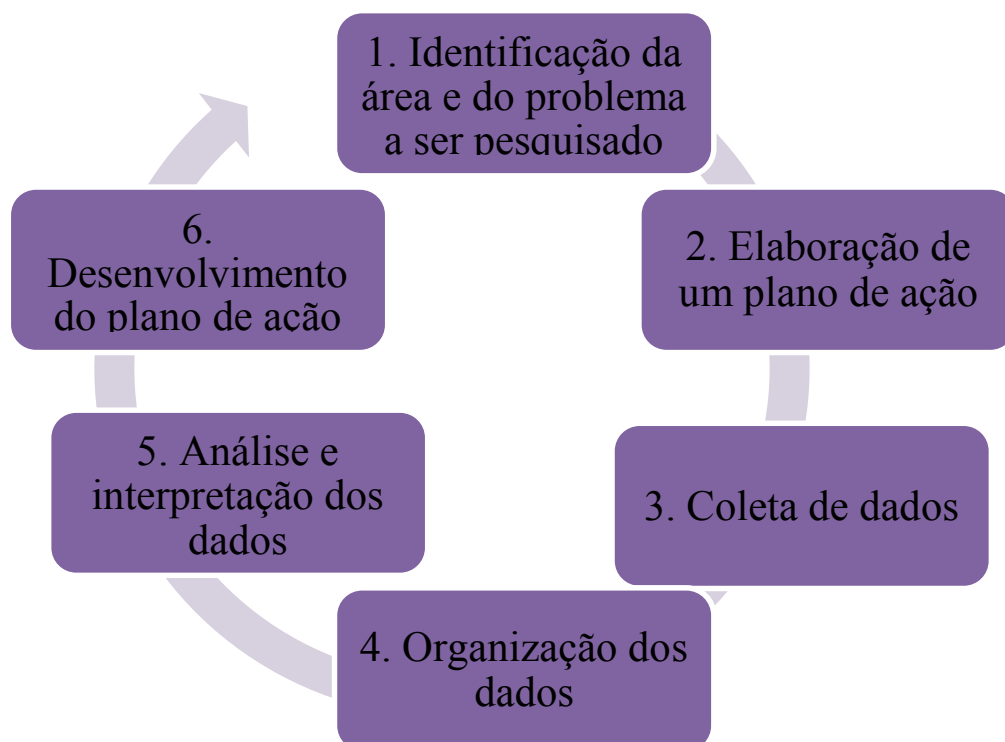 1. Identificação da
área e do problema
a ser pesquisado
2. Elaboração de
um plano de ação
3. Coleta de dados
4. Organização dos
dados
5. Análise e
interpretação dos
dados
6.
Desenvolvimento
do plano de ação